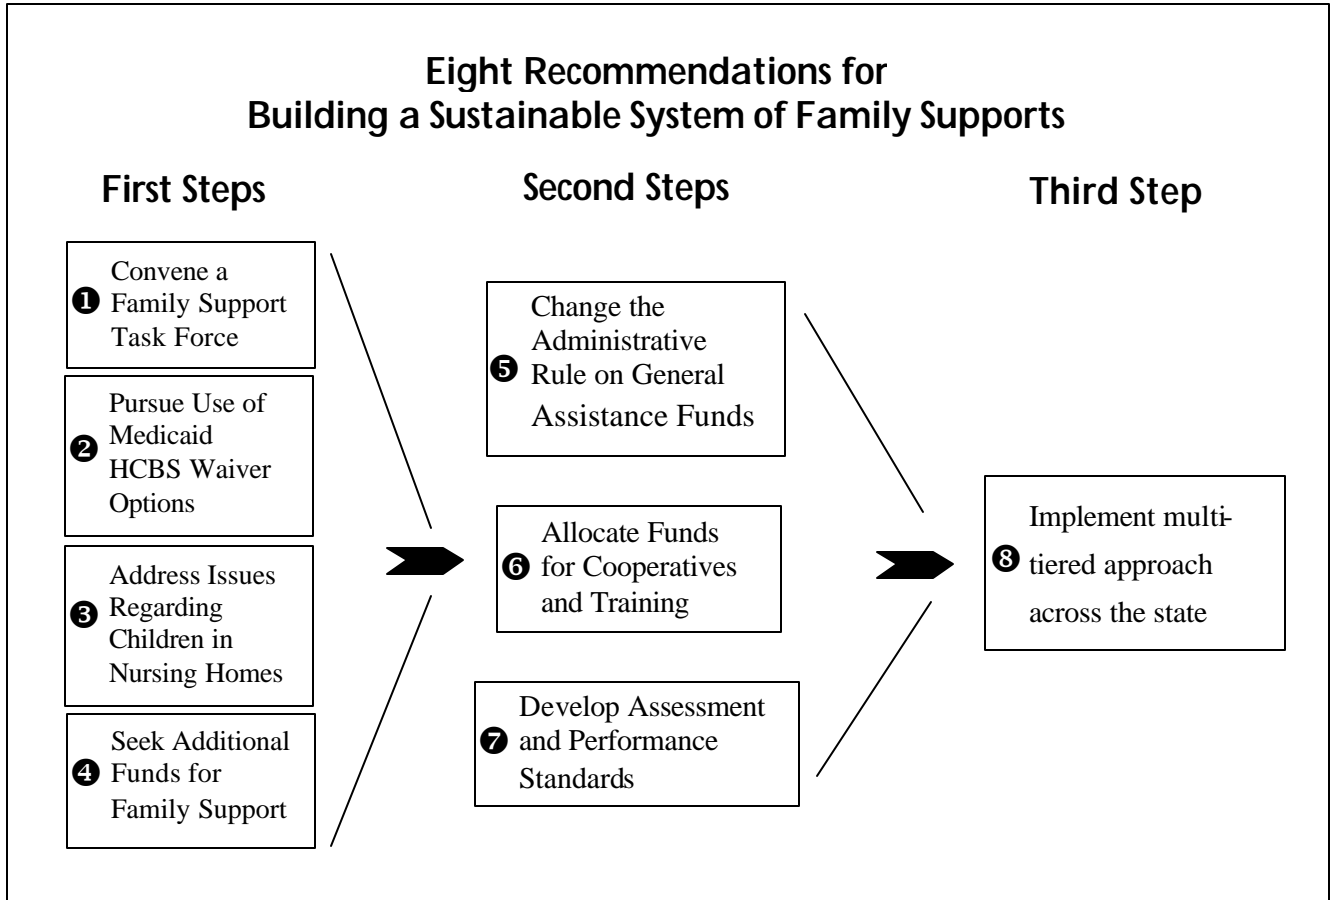 Eight Recommendations for
Building a Sustainable System of Family Supports
First Steps
❶ Convene a
Family Support
Task Force
❷ Pursue Use of
Medicaid
HCBS Waiver
Options
❸ Address Issues
Regarding
Children in
Nursing Homes
❹ Seek Additional
Funds for
Family Support
Second Steps
❺ Change the
Administrative
Rule on General
Assistance Funds
❻ Allocate Funds
for Cooperatives
and Training
❼ Develop Assessment
and Performance
Standards
Third Step
❽ Implement multi-
tiered approach
across the state